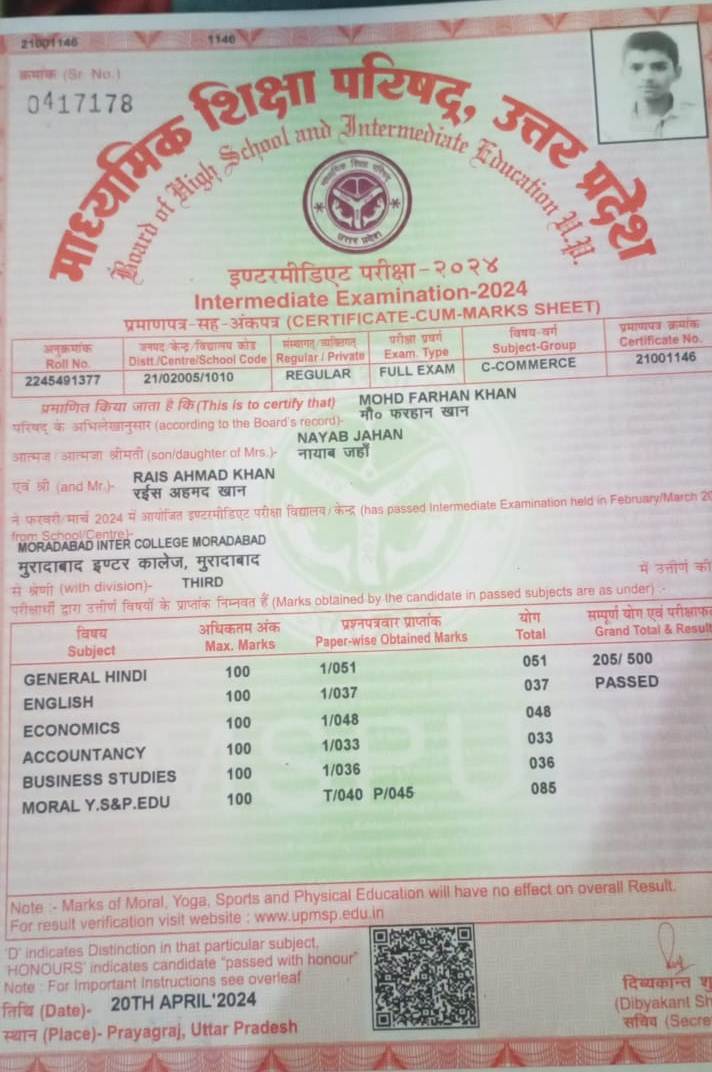 21001146 1146
क्रमांक (Sr. No.)
0417178
माध्यमिक शिक्षा परिषद्, उत्तर प्रदेश
Board of High School and Intermediate Education U.P.
माध्यमिक शिक्षा परिषद्
उत्तर प्रदेश
इण्टरमीडिएट परीक्षा-२०२४
Intermediate Examination-2024
प्रमाणपत्र-सह-अंकपत्र (CERTIFICATE-CUM-MARKS SHEET)
अनुक्रमांक जनपद/केन्द्र/विद्यालय कोड संस्थागत/व्यक्तिगत परीक्षा प्रवर्ग विषय-वर्ग प्रमाणपत्र क्रमांक
Roll No. Distt./Centre/School Code Regular / Private Exam. Type Subject-Group Certificate No.
2245491377 21/02005/1010 REGULAR FULL EXAM C-COMMERCE 21001146
प्रमाणित किया जाता है कि (This is to certify that) MOHD FARHAN KHAN
परिषद् के अभिलेखानुसार (according to the Board's record)- मौ० फरहान खान
NAYAB JAHAN
आत्मज/आत्मजा श्रीमती (son/daughter of Mrs.)- नायाब जहाँ
RAIS AHMAD KHAN
एवं श्री (and Mr.)- रईस अहमद खान
ने फरवरी/मार्च 2024 में आयोजित इण्टरमीडिएट परीक्षा विद्यालय/केन्द्र (has passed Intermediate Examination held in February/March 20
from School/Centre)-
MORADABAD INTER COLLEGE MORADABAD
मुरादाबाद इण्टर कालेज, मुरादाबाद
से श्रेणी (with division)- THIRD में उत्तीर्ण की
परीक्षार्थी द्वारा उत्तीर्ण विषयों के प्राप्तांक निम्नवत हैं (Marks obtained by the candidate in passed subjects are as under) :-
विषय अधिकतम अंक प्रश्नपत्रवार प्राप्तांक योग सम्पूर्ण योग एवं परीक्षाफ
Subject Max. Marks Paper-wise Obtained Marks Total Grand Total & Result
GENERAL HINDI 100 1/051 051 205/ 500
ENGLISH 100 1/037 037 PASSED
ECONOMICS 100 1/048 048
ACCOUNTANCY 100 1/033 033
BUSINESS STUDIES 100 1/036 036
MORAL Y.S&P.EDU 100 T/040 P/045 085
Note :- Marks of Moral, Yoga, Sports and Physical Education will have no effect on overall Result.
For result verification visit website : www.upmsp.edu.in
'D' indicates Distinction in that particular subject,
'HONOURS' indicates candidate "passed with honour"
Note : For Important Instructions see overleaf
तिथि (Date)- 20TH APRIL'2024
स्थान (Place)- Prayagraj, Uttar Pradesh
दिब्यकान्त शु
(Dibyakant Sh
सचिव (Secre